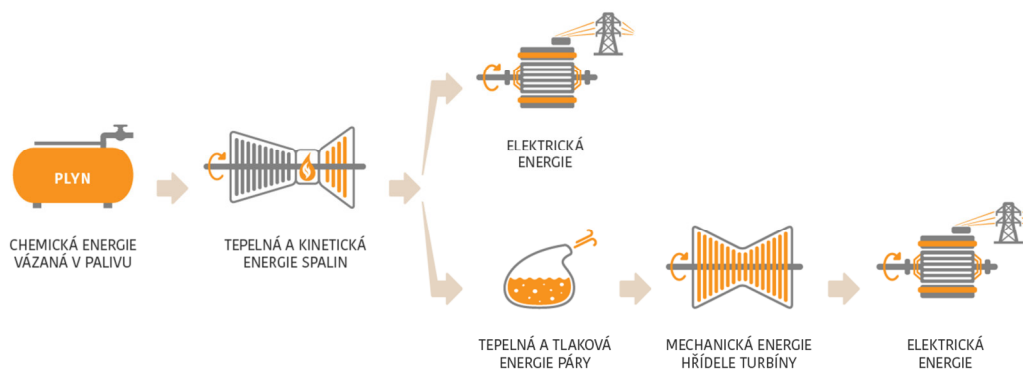 PLYN
CHEMICKÁ ENERGIE
VÁZANÁ V PALIVU
TEPELNÁ A KINETICKÁ
ENERGIE SPALIN
ELEKTRICKÁ
ENERGIE
TEPELNÁ A TLAKOVÁ
ENERGIE PÁRY
MECHANICKÁ ENERGIE
HŘÍDELE TURBÍNY
ELEKTRICKÁ
ENERGIE